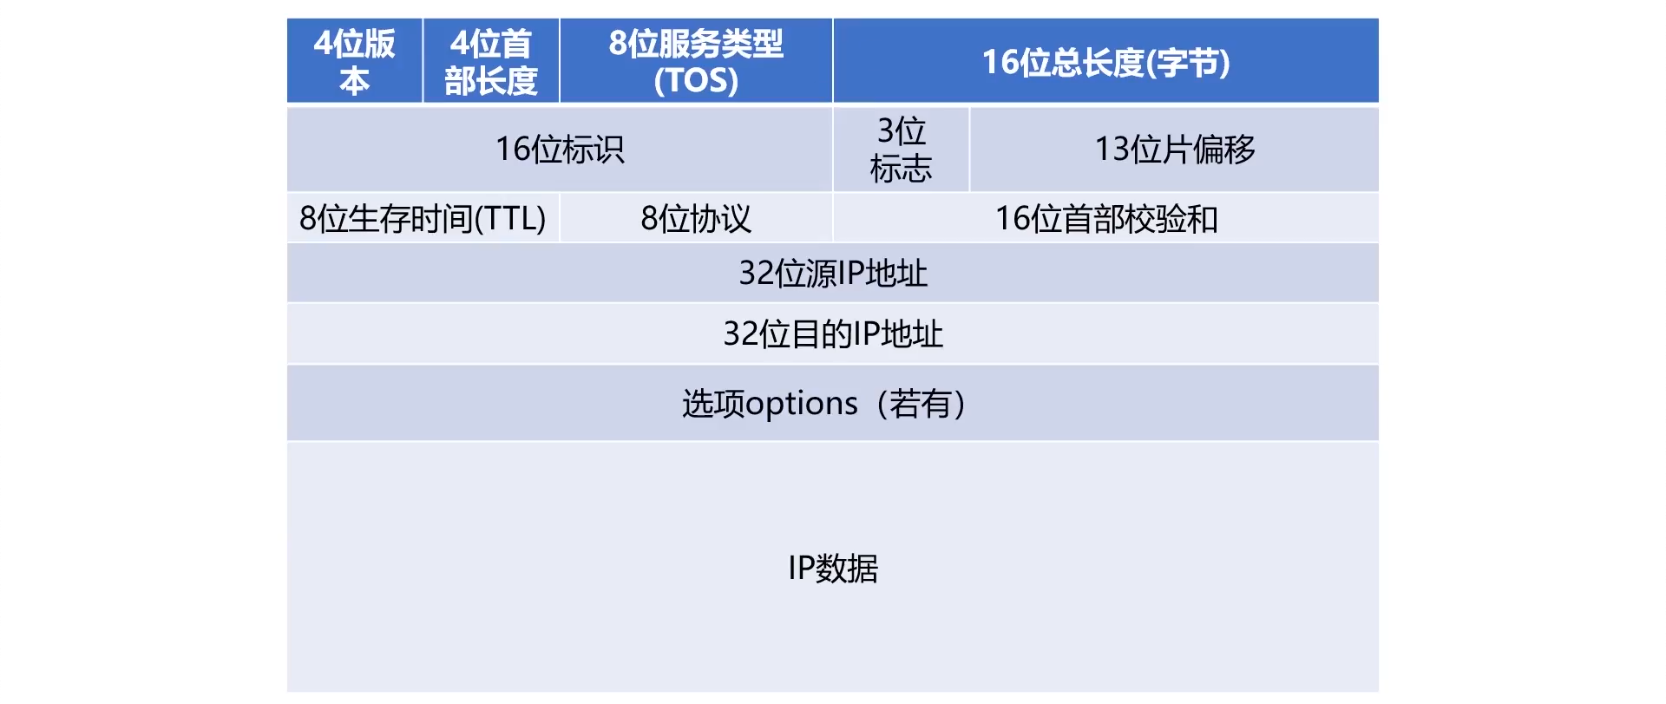 4位版
本
4位首
部长度
8位服务类型
(TOS)
16位总长度(字节)
16位标识
3位
标志
13位片偏移
8位生存时间(TTL)
8位协议
16位首部校验和
32位源IP地址
32位目的IP地址
选项options（若有）
IP数据